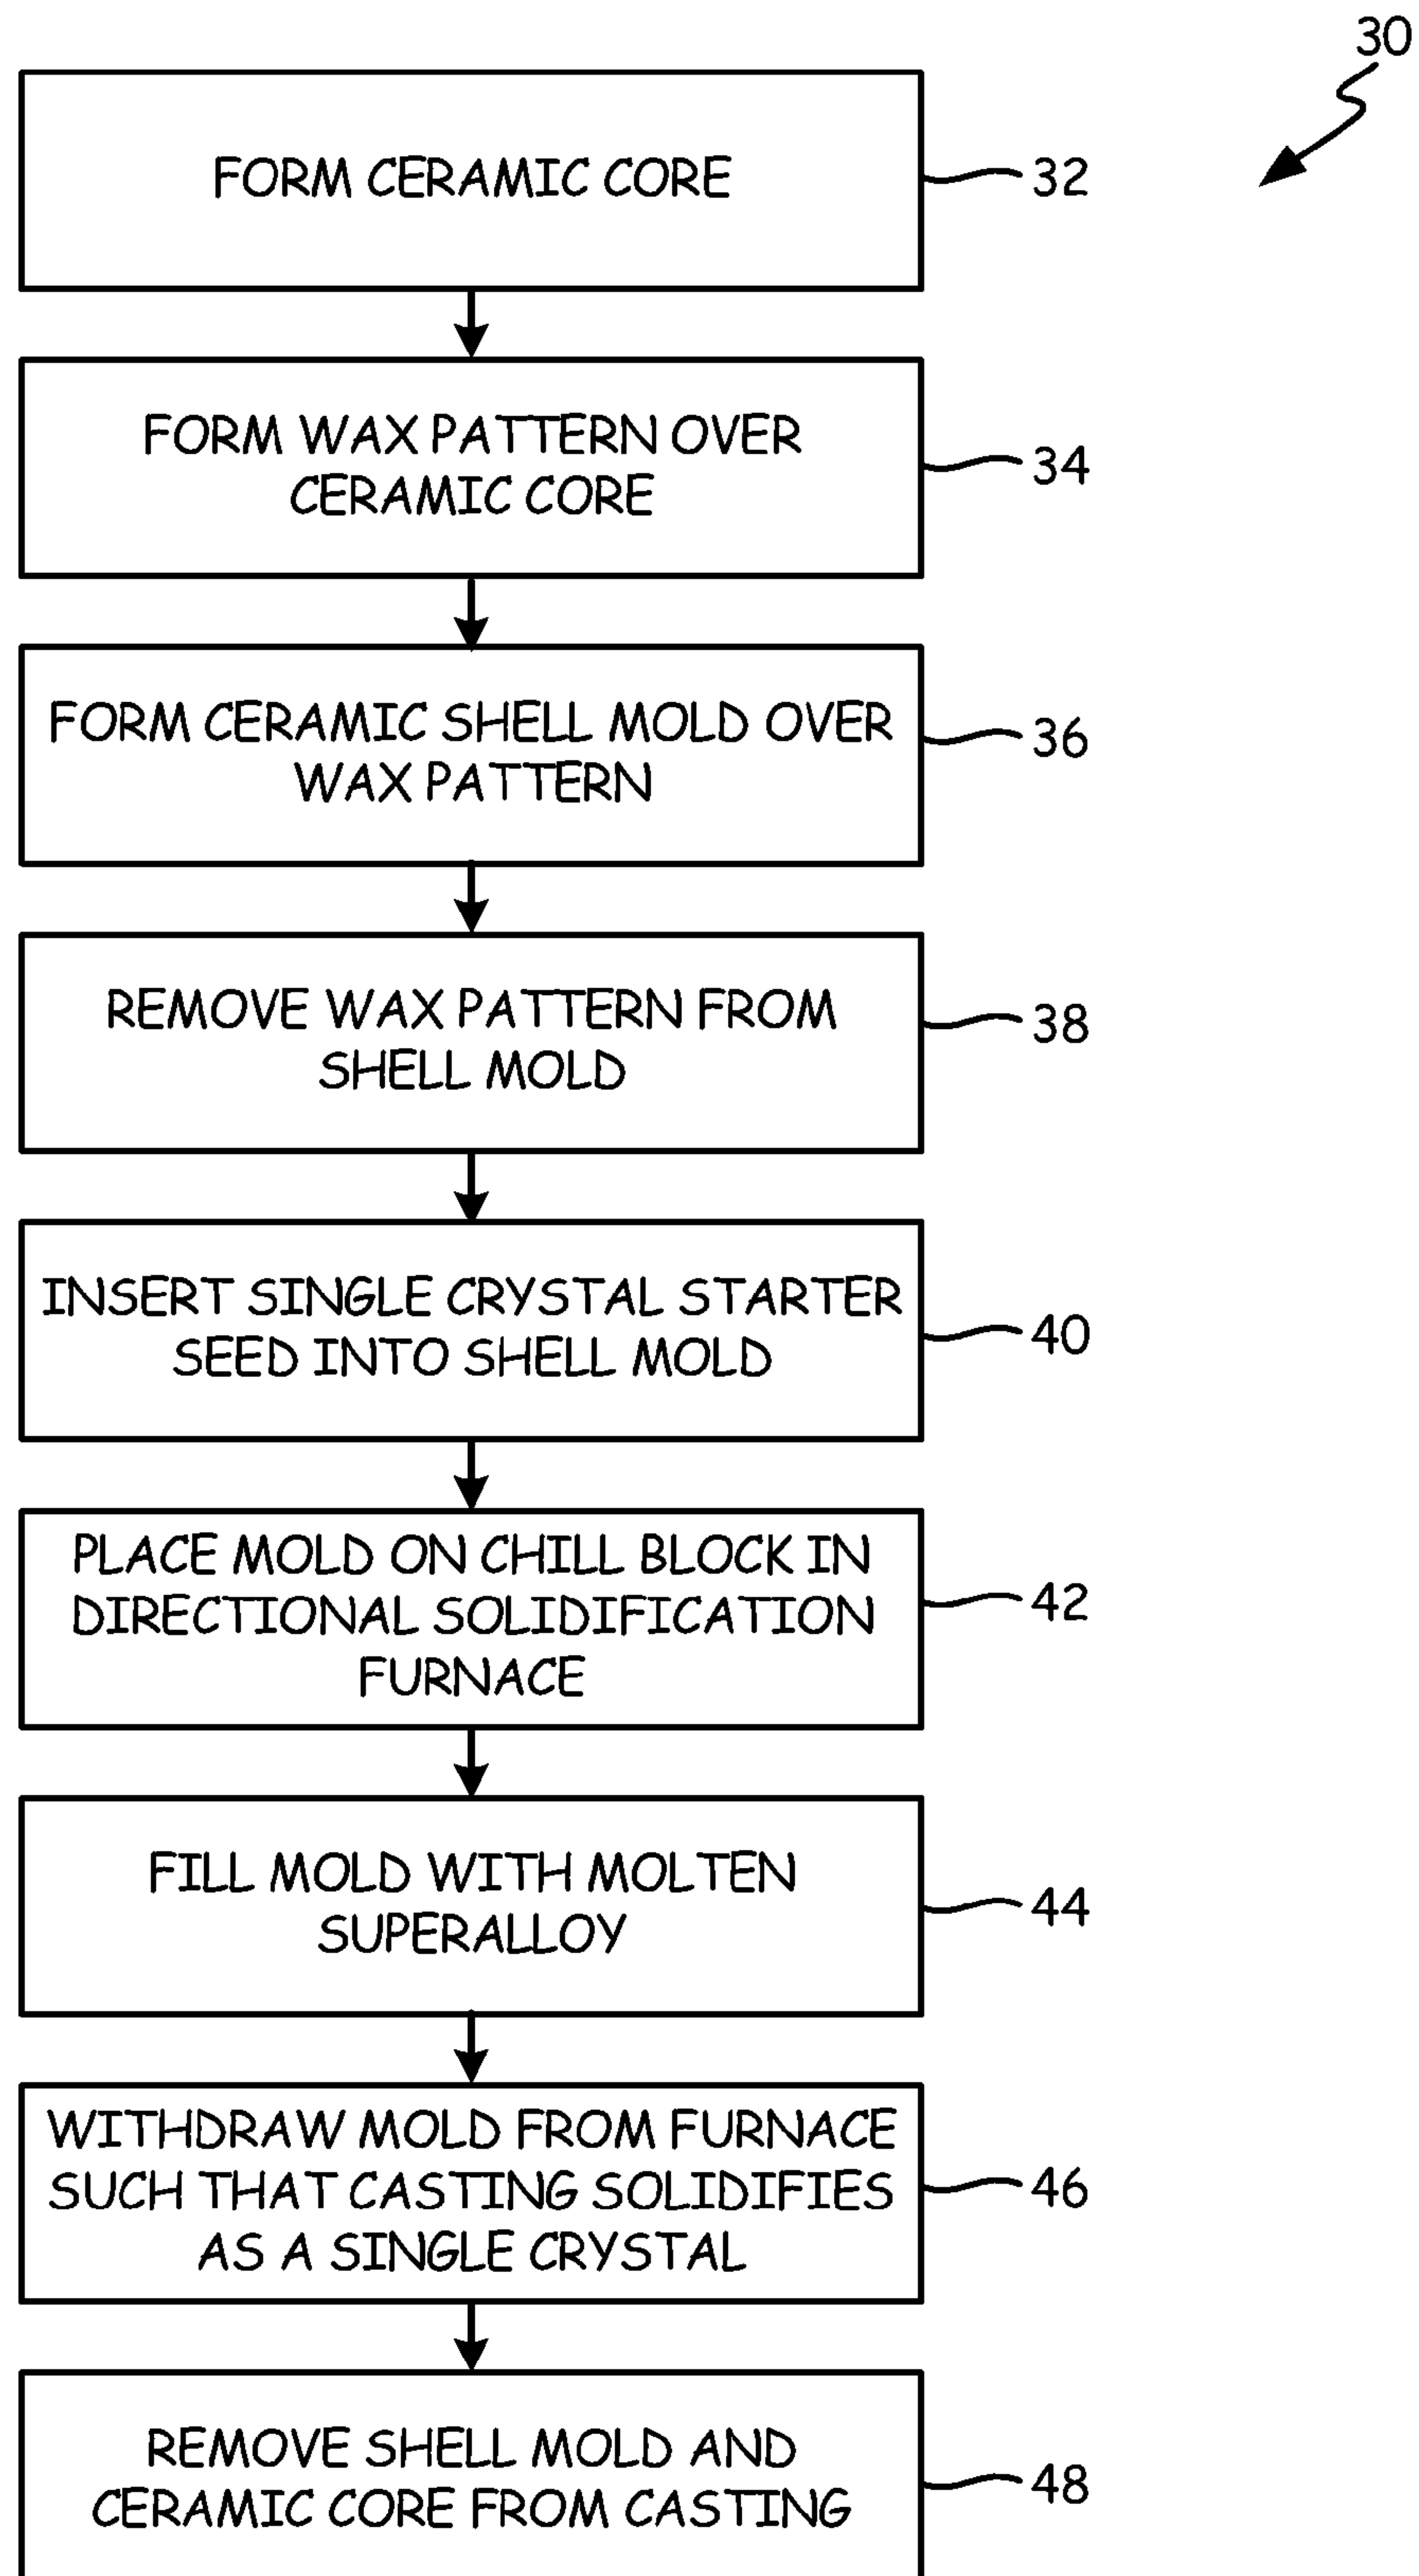 30
FORM CERAMIC CORE
32
FORM WAX PATTERN OVER
CERAMIC CORE
34
FORM CERAMIC SHELL MOLD OVER
WAX PATTERN
36
REMOVE WAX PATTERN FROM
SHELL MOLD
38
INSERT SINGLE CRYSTAL STARTER
SEED INTO SHELL MOLD
40
PLACE MOLD ON CHILL BLOCK IN
DIRECTIONAL SOLIDIFICATION
FURNACE
42
FILL MOLD WITH MOLTEN
SUPERALLOY
44
WITHDRAW MOLD FROM FURNACE
SUCH THAT CASTING SOLIDIFIES
AS A SINGLE CRYSTAL
46
REMOVE SHELL MOLD AND
CERAMIC CORE FROM CASTING
48